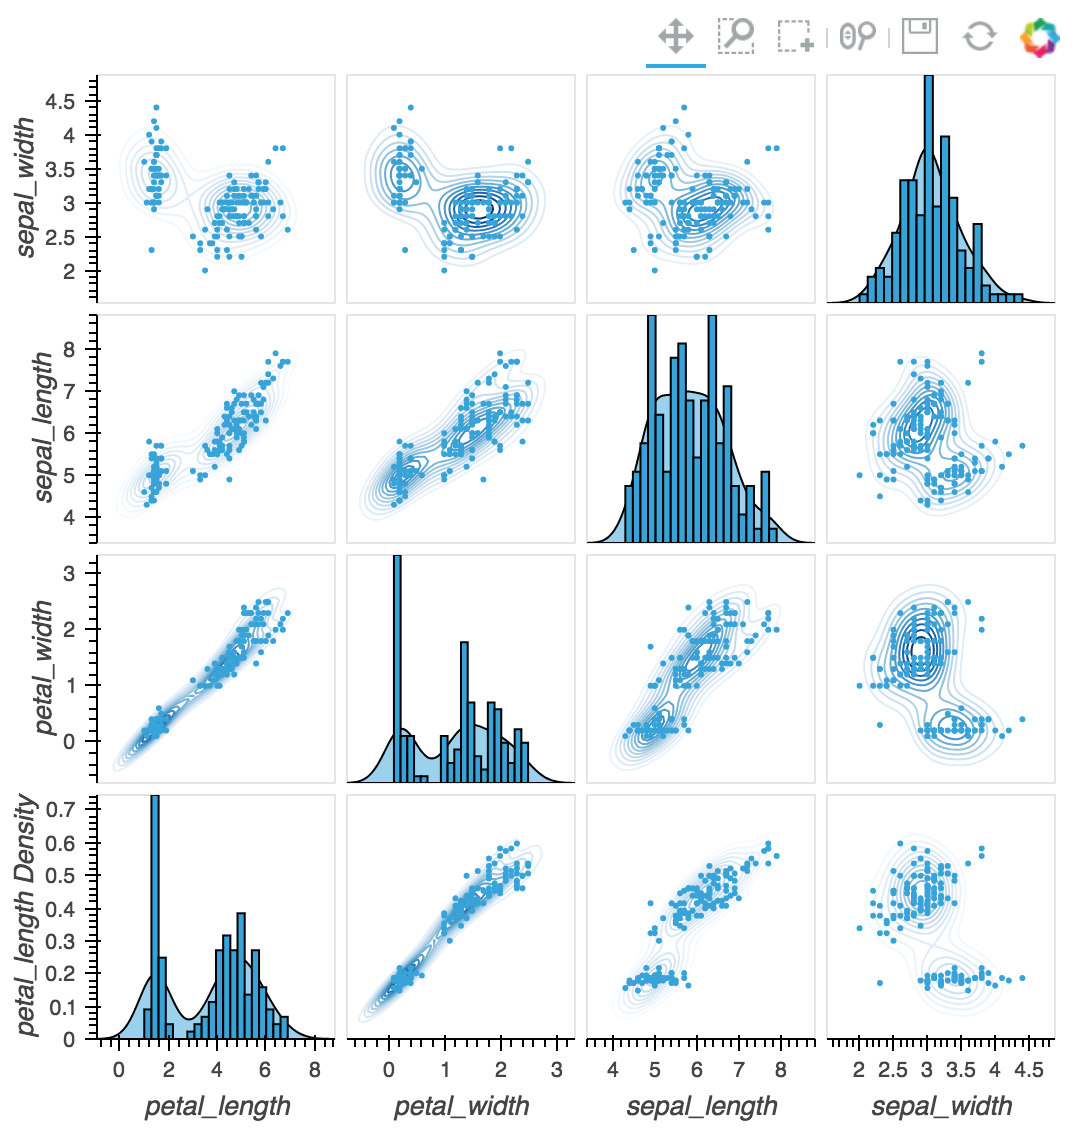 sepal_width
4.5
4
3.5
3
2.5
2
sepal_length
8
7
6
5
4
petal_width
3
2
1
0
petal_length Density
0.7
0.6
0.5
0.4
0.3
0.2
0.1
0
0 2 4 6 8
0 1 2 3
4 5 6 7 8
2 2.5 3 3.5 4 4.5
petal_length petal_width sepal_length sepal_width